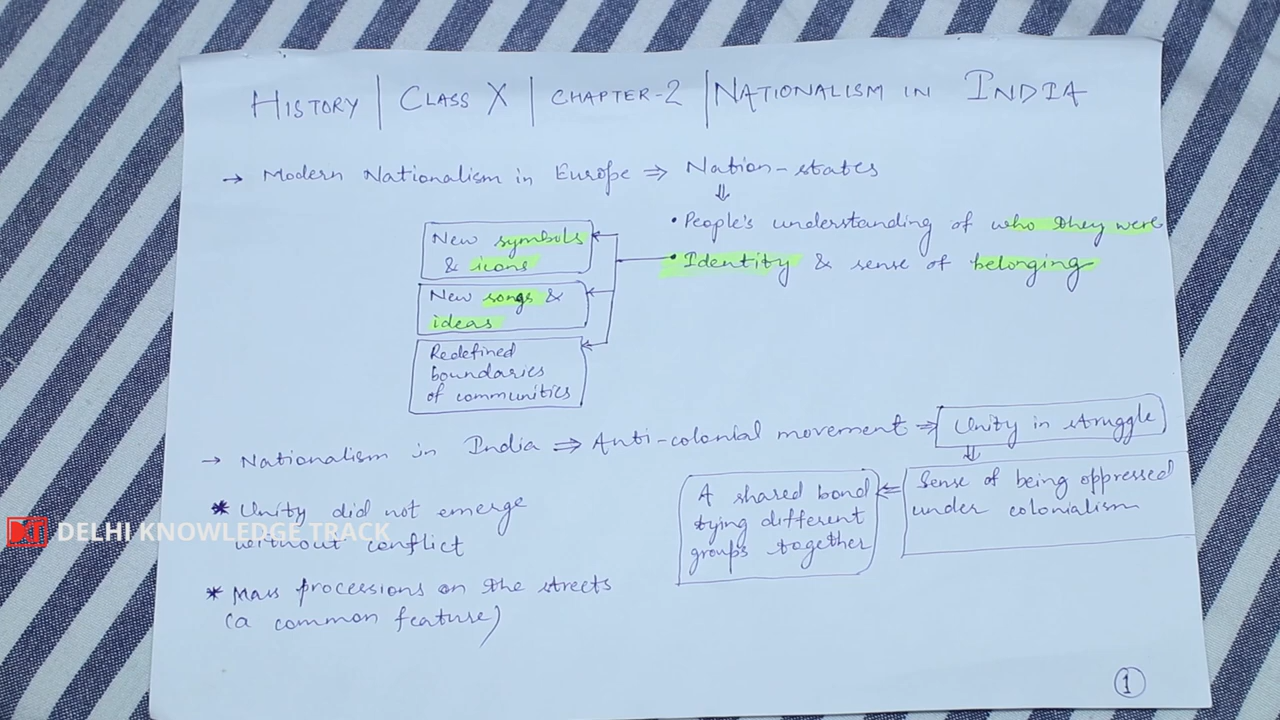 HISTORY | CLASS X | CHAPTER-2 | NATIONALISM IN INDIA
→ Modern Nationalism in Europe ⇒ Nation-states
⇓
• People's understanding of who they were
• Identity & sense of belonging
New symbols
& icons
New songs &
ideas
Redefined
boundaries
of communities
→ Nationalism in India ⇒ Anti-colonial movement ⇒ Unity in struggle
⇓
Sense of being oppressed
under colonialism
⇐
A shared bond
tying different
groups together
* Unity did not emerge
without conflict
* Mass processions on the streets
(a common feature)
1
DKT DELHI KNOWLEDGE TRACK